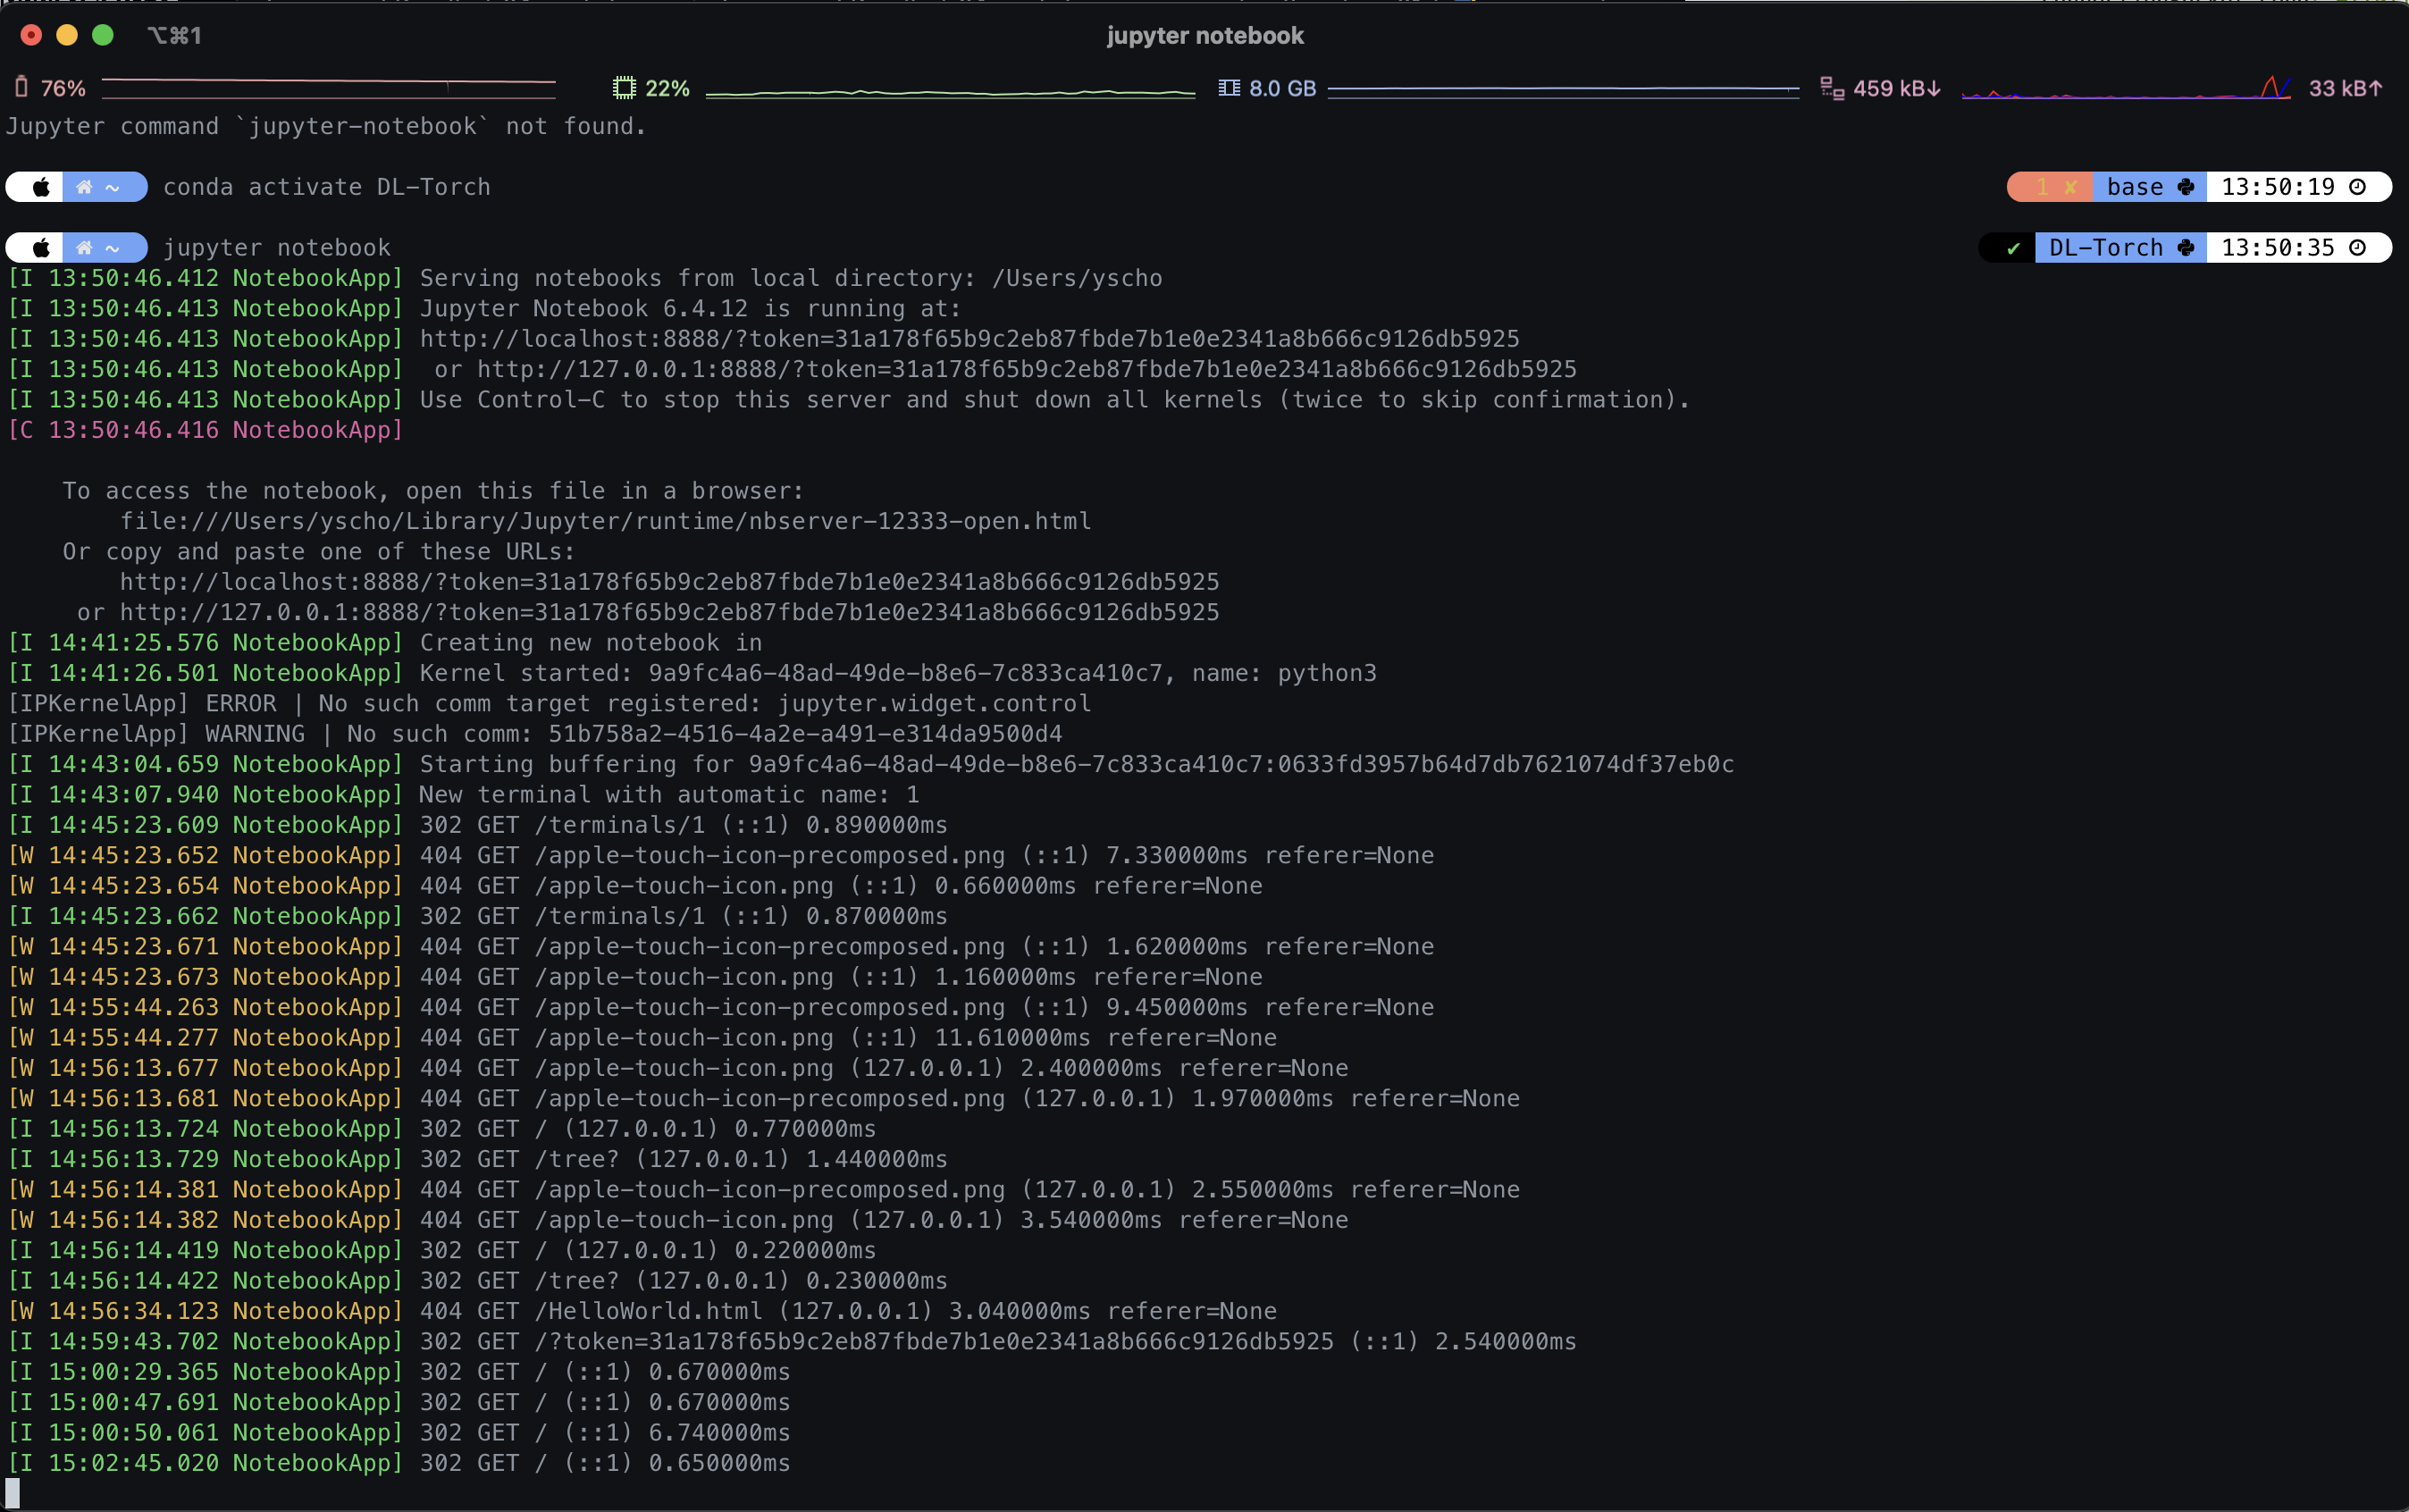 ⌥⌘1 jupyter notebook
76% 22% 8.0 GB 459 kB↓ 33 kB↑
Jupyter command `jupyter-notebook` not found.
~ conda activate DL-Torch 1 ✘ base 13:50:19
~ jupyter notebook ✔ DL-Torch 13:50:35
[I 13:50:46.412 NotebookApp] Serving notebooks from local directory: /Users/yscho
[I 13:50:46.413 NotebookApp] Jupyter Notebook 6.4.12 is running at:
[I 13:50:46.413 NotebookApp] http://localhost:8888/?token=31a178f65b9c2eb87fbde7b1e0e2341a8b666c9126db5925
[I 13:50:46.413 NotebookApp]  or http://127.0.0.1:8888/?token=31a178f65b9c2eb87fbde7b1e0e2341a8b666c9126db5925
[I 13:50:46.413 NotebookApp] Use Control-C to stop this server and shut down all kernels (twice to skip confirmation).
[C 13:50:46.416 NotebookApp]
To access the notebook, open this file in a browser:
file:///Users/yscho/Library/Jupyter/runtime/nbserver-12333-open.html
Or copy and paste one of these URLs:
http://localhost:8888/?token=31a178f65b9c2eb87fbde7b1e0e2341a8b666c9126db5925
or http://127.0.0.1:8888/?token=31a178f65b9c2eb87fbde7b1e0e2341a8b666c9126db5925
[I 14:41:25.576 NotebookApp] Creating new notebook in
[I 14:41:26.501 NotebookApp] Kernel started: 9a9fc4a6-48ad-49de-b8e6-7c833ca410c7, name: python3
[IPKernelApp] ERROR | No such comm target registered: jupyter.widget.control
[IPKernelApp] WARNING | No such comm: 51b758a2-4516-4a2e-a491-e314da9500d4
[I 14:43:04.659 NotebookApp] Starting buffering for 9a9fc4a6-48ad-49de-b8e6-7c833ca410c7:0633fd3957b64d7db7621074df37eb0c
[I 14:43:07.940 NotebookApp] New terminal with automatic name: 1
[I 14:45:23.609 NotebookApp] 302 GET /terminals/1 (::1) 0.890000ms
[W 14:45:23.652 NotebookApp] 404 GET /apple-touch-icon-precomposed.png (::1) 7.330000ms referer=None
[W 14:45:23.654 NotebookApp] 404 GET /apple-touch-icon.png (::1) 0.660000ms referer=None
[I 14:45:23.662 NotebookApp] 302 GET /terminals/1 (::1) 0.870000ms
[W 14:45:23.671 NotebookApp] 404 GET /apple-touch-icon-precomposed.png (::1) 1.620000ms referer=None
[W 14:45:23.673 NotebookApp] 404 GET /apple-touch-icon.png (::1) 1.160000ms referer=None
[W 14:55:44.263 NotebookApp] 404 GET /apple-touch-icon-precomposed.png (::1) 9.450000ms referer=None
[W 14:55:44.277 NotebookApp] 404 GET /apple-touch-icon.png (::1) 11.610000ms referer=None
[W 14:56:13.677 NotebookApp] 404 GET /apple-touch-icon.png (127.0.0.1) 2.400000ms referer=None
[W 14:56:13.681 NotebookApp] 404 GET /apple-touch-icon-precomposed.png (127.0.0.1) 1.970000ms referer=None
[I 14:56:13.724 NotebookApp] 302 GET / (127.0.0.1) 0.770000ms
[I 14:56:13.729 NotebookApp] 302 GET /tree? (127.0.0.1) 1.440000ms
[W 14:56:14.381 NotebookApp] 404 GET /apple-touch-icon-precomposed.png (127.0.0.1) 2.550000ms referer=None
[W 14:56:14.382 NotebookApp] 404 GET /apple-touch-icon.png (127.0.0.1) 3.540000ms referer=None
[I 14:56:14.419 NotebookApp] 302 GET / (127.0.0.1) 0.220000ms
[I 14:56:14.422 NotebookApp] 302 GET /tree? (127.0.0.1) 0.230000ms
[W 14:56:34.123 NotebookApp] 404 GET /HelloWorld.html (127.0.0.1) 3.040000ms referer=None
[I 14:59:43.702 NotebookApp] 302 GET /?token=31a178f65b9c2eb87fbde7b1e0e2341a8b666c9126db5925 (::1) 2.540000ms
[I 15:00:29.365 NotebookApp] 302 GET / (::1) 0.670000ms
[I 15:00:47.691 NotebookApp] 302 GET / (::1) 0.670000ms
[I 15:00:50.061 NotebookApp] 302 GET / (::1) 6.740000ms
[I 15:02:45.020 NotebookApp] 302 GET / (::1) 0.650000ms